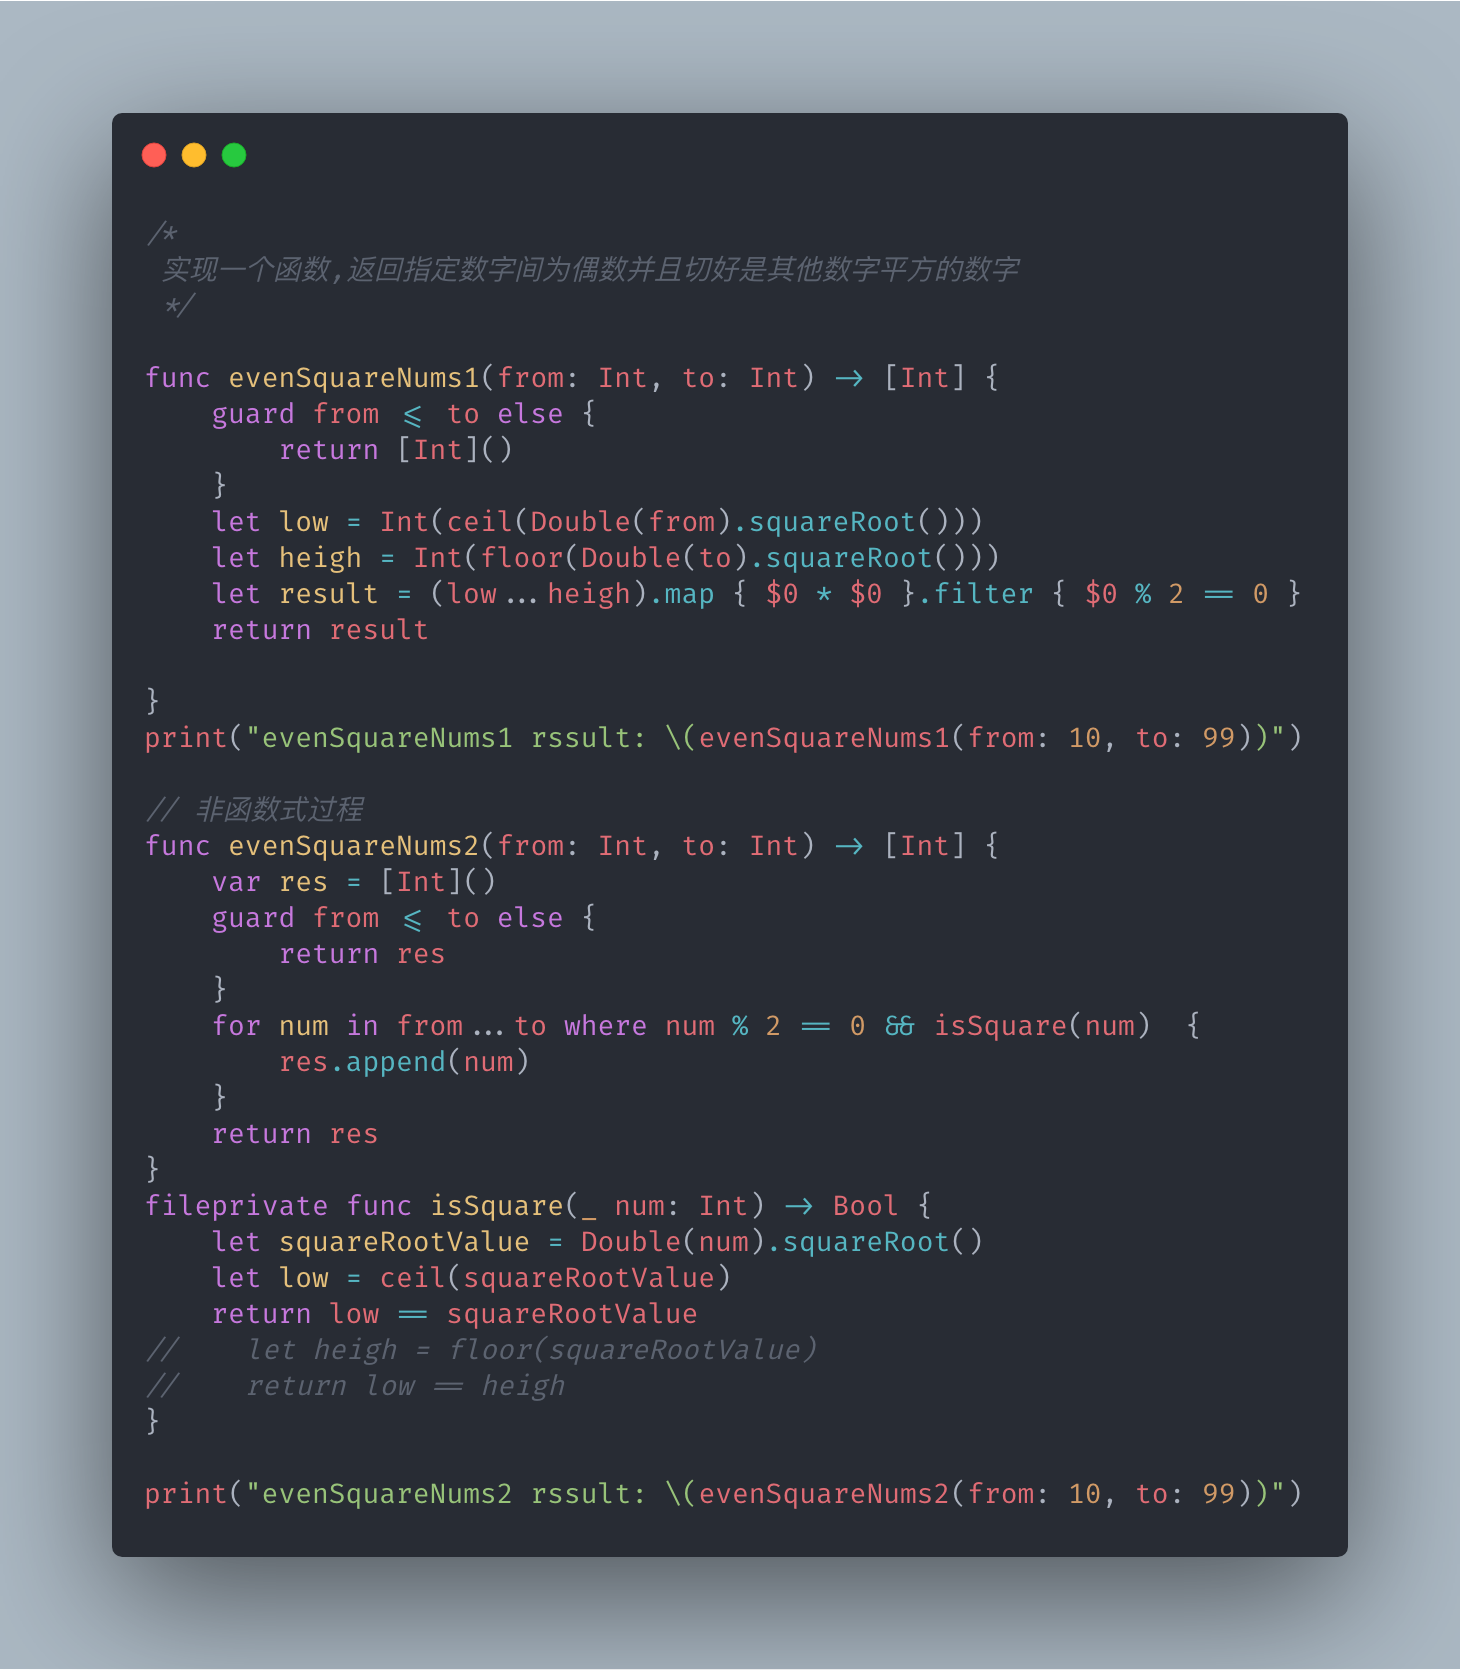 /*
 实现一个函数,返回指定数字间为偶数并且切好是其他数字平方的数字
 */

func evenSquareNums1(from: Int, to: Int) -> [Int] {
    guard from <= to else {
        return [Int]()
    }
    let low = Int(ceil(Double(from).squareRoot()))
    let heigh = Int(floor(Double(to).squareRoot()))
    let result = (low...heigh).map { $0 * $0 }.filter { $0 % 2 == 0 }
    return result

}
print("evenSquareNums1 rssult: \(evenSquareNums1(from: 10, to: 99))")

// 非函数式过程
func evenSquareNums2(from: Int, to: Int) -> [Int] {
    var res = [Int]()
    guard from <= to else {
        return res
    }
    for num in from...to where num % 2 == 0 && isSquare(num)  {
        res.append(num)
    }
    return res
}
fileprivate func isSquare(_ num: Int) -> Bool {
    let squareRootValue = Double(num).squareRoot()
    let low = ceil(squareRootValue)
    return low == squareRootValue
//    let heigh = floor(squareRootValue)
//    return low == heigh
}

print("evenSquareNums2 rssult: \(evenSquareNums2(from: 10, to: 99))")